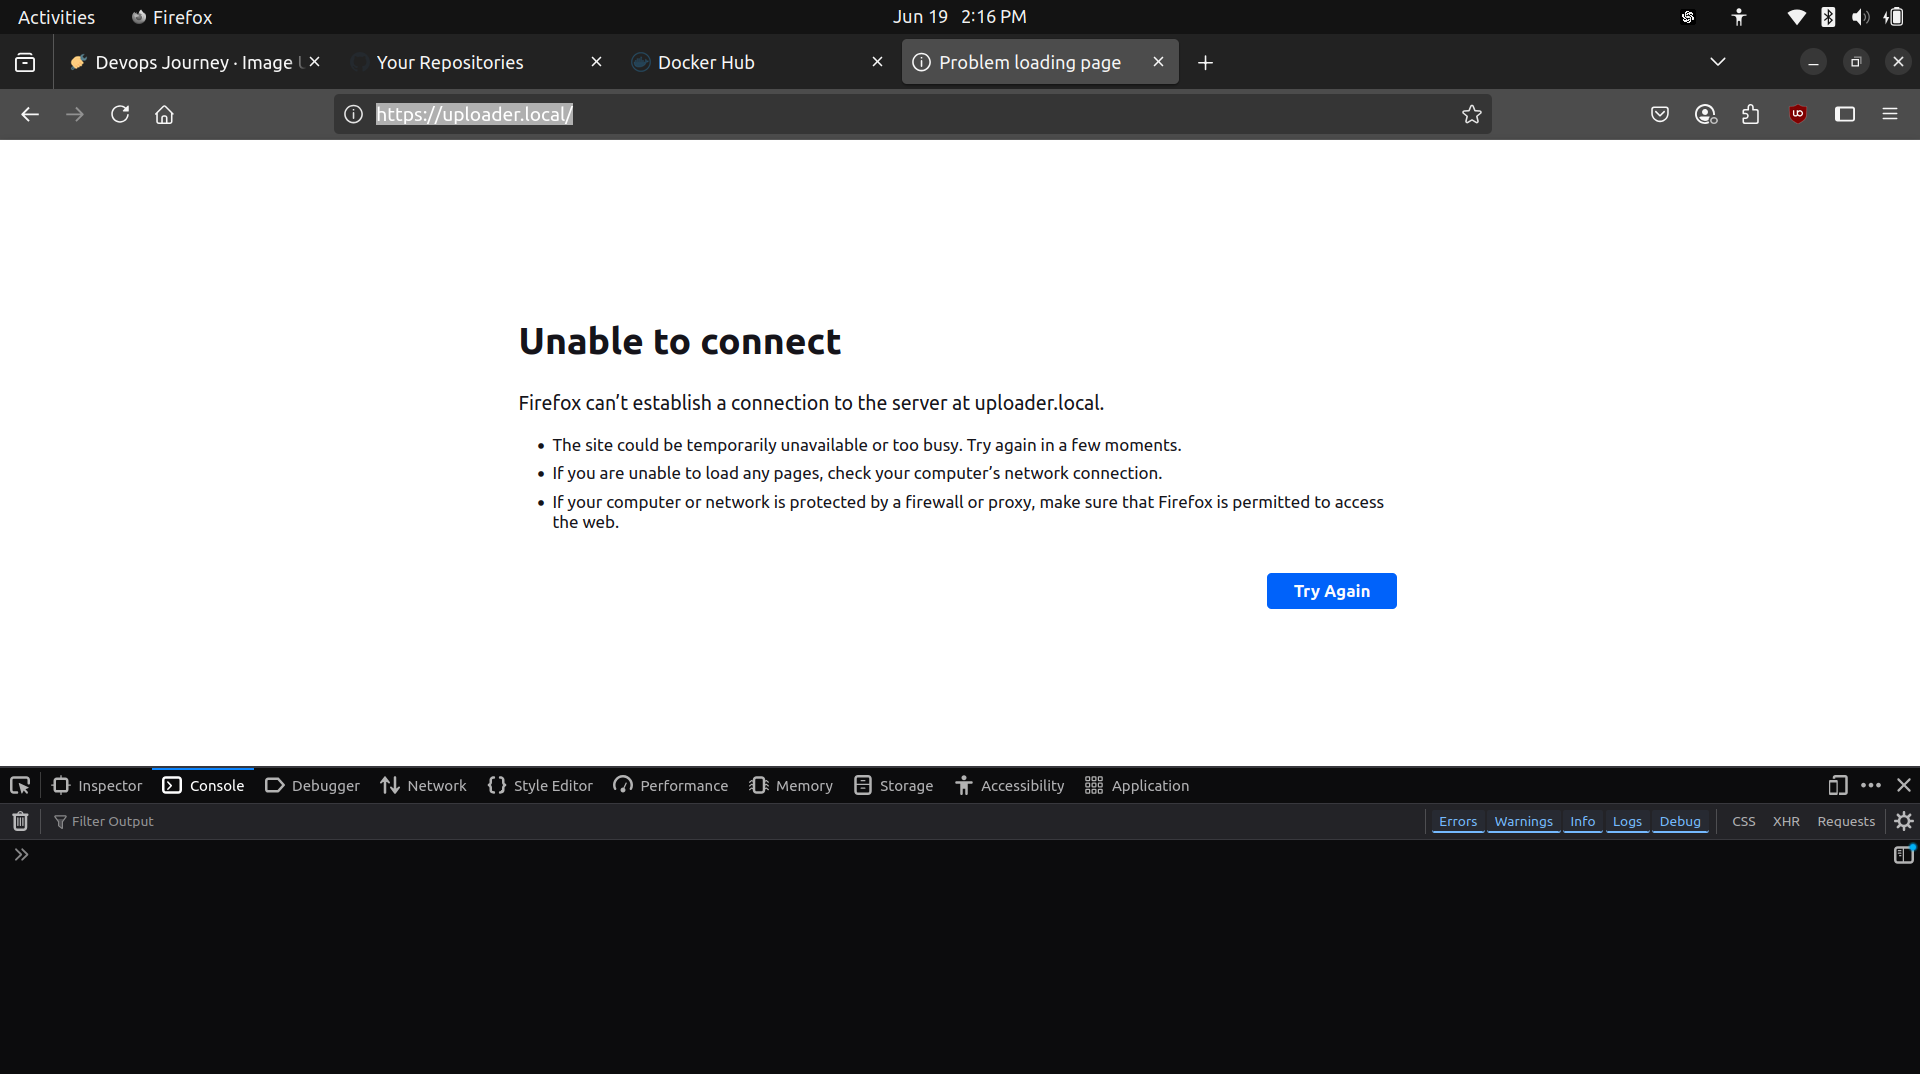 Activities Firefox Jun 19 2:16 PM
Devops Journey · Image Your Repositories Docker Hub Problem loading page
https://uploader.local/
Unable to connect
Firefox can’t establish a connection to the server at uploader.local.
• The site could be temporarily unavailable or too busy. Try again in a few moments.
• If you are unable to load any pages, check your computer’s network connection.
• If your computer or network is protected by a firewall or proxy, make sure that Firefox is permitted to access
the web.
Try Again
Inspector Console Debugger Network Style Editor Performance Memory Storage Accessibility Application
Filter Output Errors Warnings Info Logs Debug CSS XHR Requests